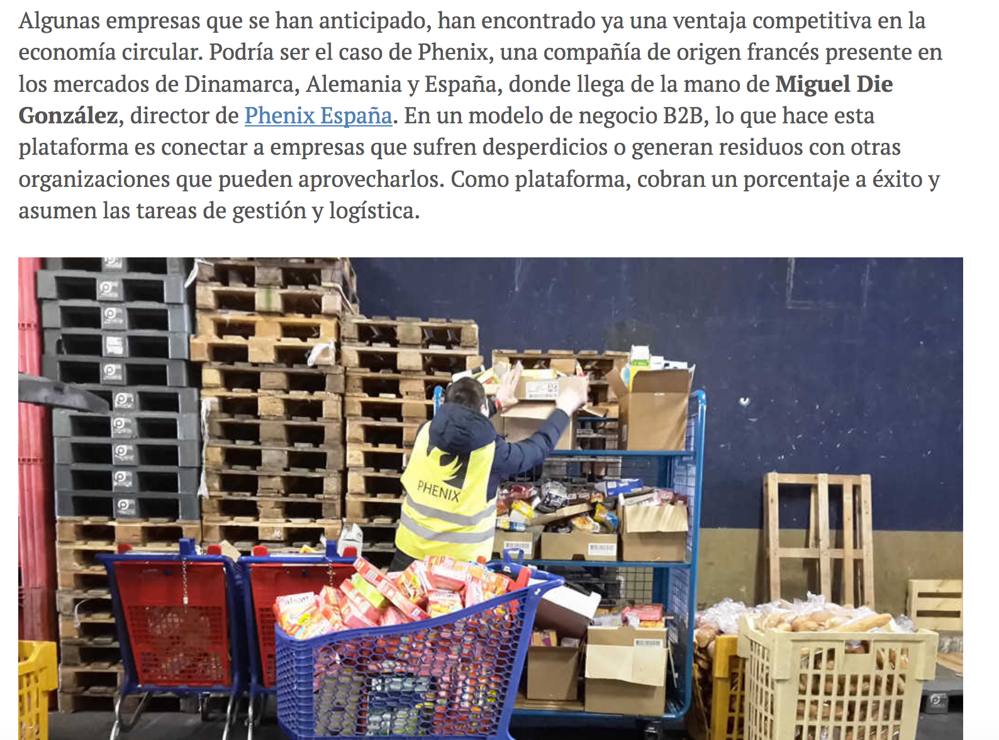 Algunas empresas que se han anticipado, han encontrado ya una ventaja competitiva en la
economía circular. Podría ser el caso de Phenix, una compañía de origen francés presente en
los mercados de Dinamarca, Alemania y España, donde llega de la mano de Miguel Die
González, director de Phenix España. En un modelo de negocio B2B, lo que hace esta
plataforma es conectar a empresas que sufren desperdicios o generan residuos con otras
organizaciones que pueden aprovecharlos. Como plataforma, cobran un porcentaje a éxito y
asumen las tareas de gestión y logística.
PHENIX